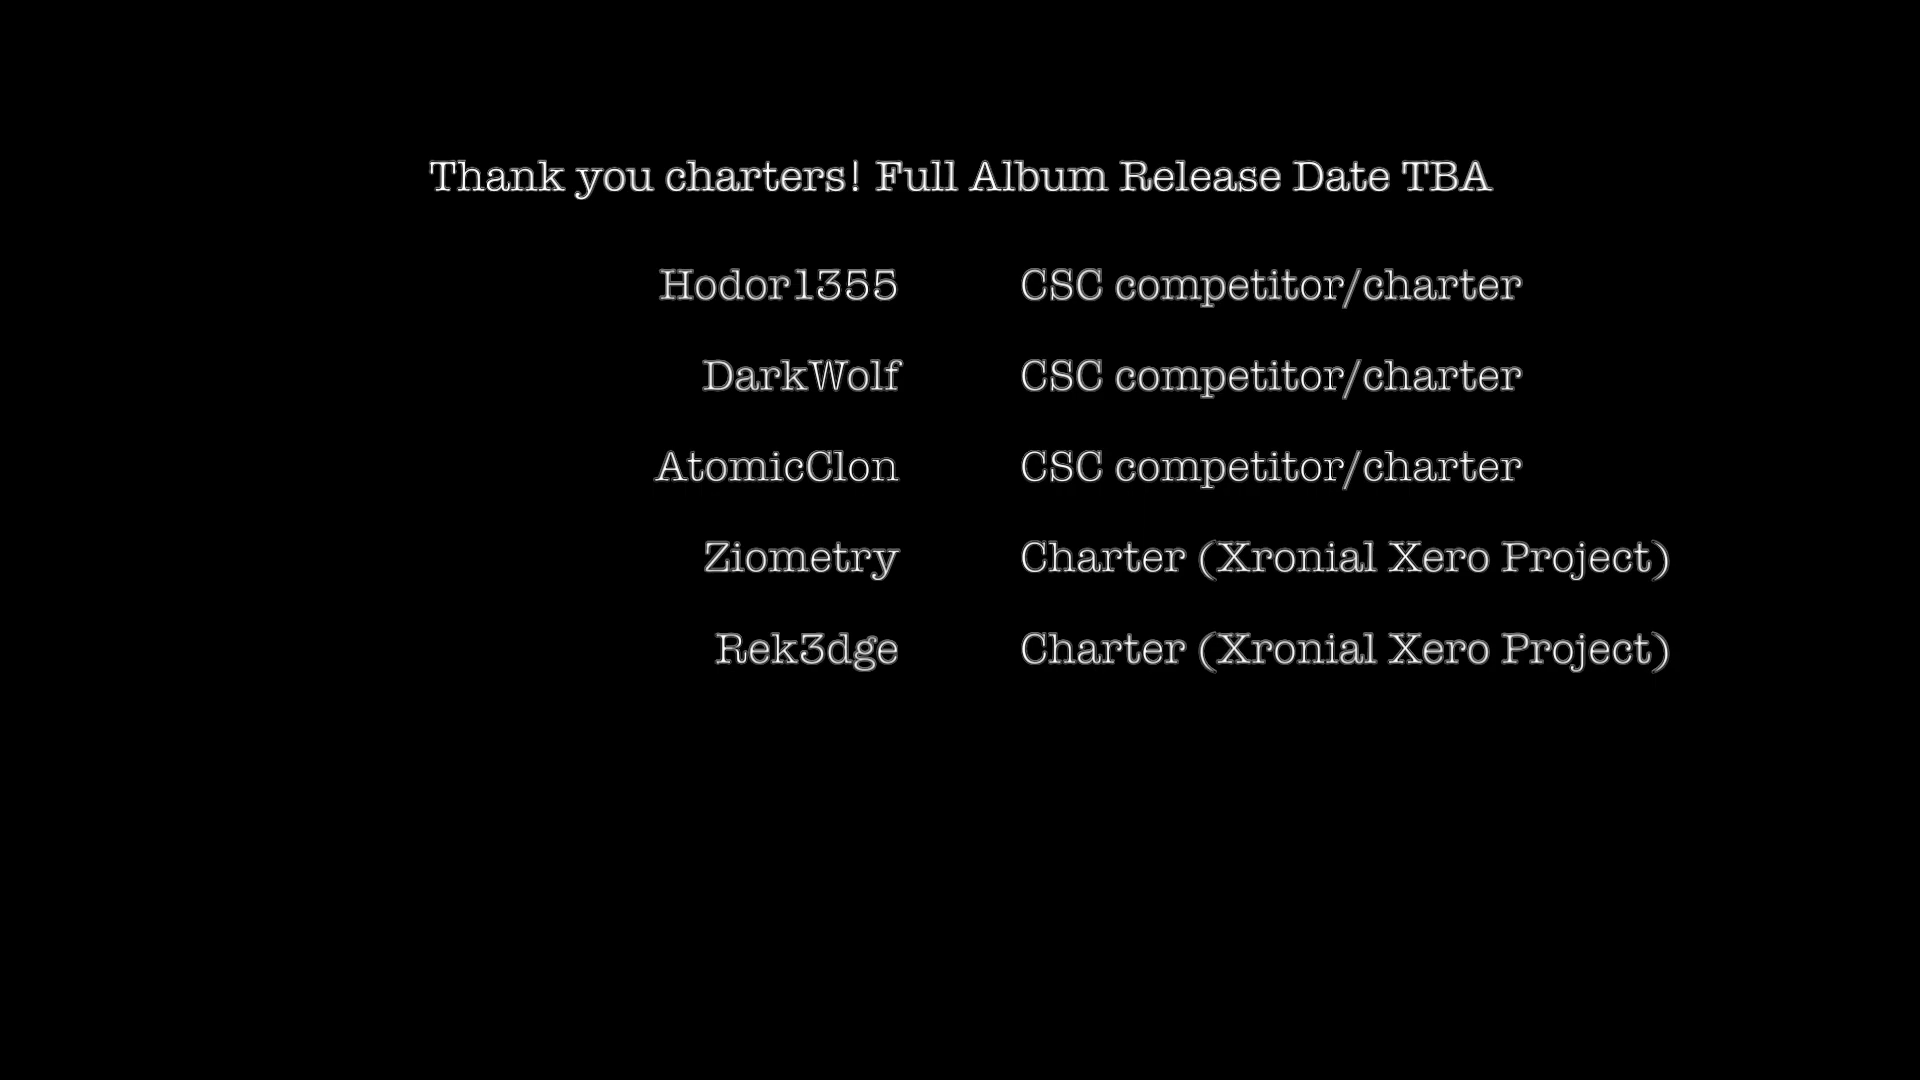 Thank you charters! Full Album Release Date TBA
Hodor1355 CSC competitor/charter
DarkWolf CSC competitor/charter
AtomicClon CSC competitor/charter
Ziometry Charter (Xronial Xero Project)
Rek3dge Charter (Xronial Xero Project)